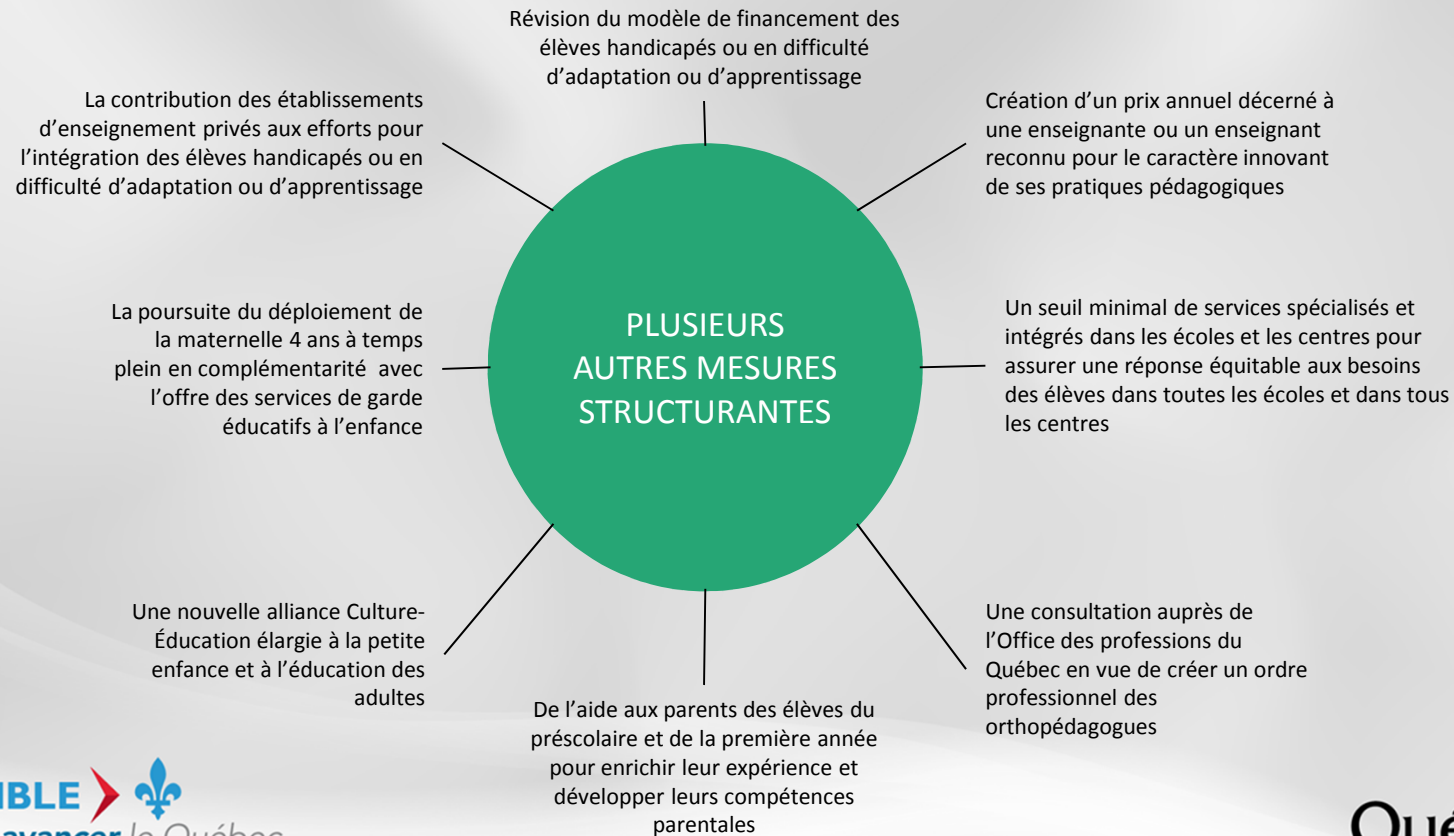 Révision du modèle de financement des
élèves handicapés ou en difficulté
d’adaptation ou d’apprentissage
La contribution des établissements
d’enseignement privés aux efforts pour
l’intégration des élèves handicapés ou en
difficulté d’adaptation ou d’apprentissage
Création d’un prix annuel décerné à
une enseignante ou un enseignant
reconnu pour le caractère innovant
de ses pratiques pédagogiques
La poursuite du déploiement de
la maternelle 4 ans à temps
plein en complémentarité avec
l’offre des services de garde
éducatifs à l’enfance
PLUSIEURS
AUTRES MESURES
STRUCTURANTES
Un seuil minimal de services spécialisés et
intégrés dans les écoles et les centres pour
assurer une réponse équitable aux besoins
des élèves dans toutes les écoles et dans tous
les centres
Une nouvelle alliance Culture-
Éducation élargie à la petite
enfance et à l’éducation des
adultes
De l’aide aux parents des élèves du
préscolaire et de la première année
pour enrichir leur expérience et
développer leurs compétences
parentales
Une consultation auprès de
l’Office des professions du
Québec en vue de créer un ordre
professionnel des
orthopédagogues
avancer le Québec